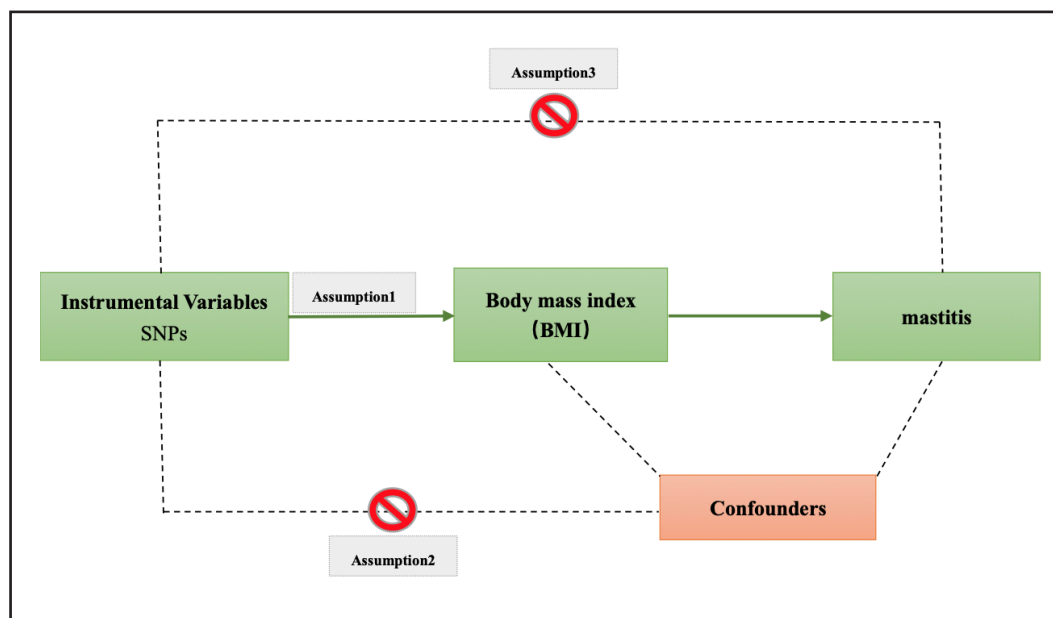 Assumption3
Instrumental Variables
SNPs
Assumption1
Body mass index
（BMI）
mastitis
Confounders
Assumption2